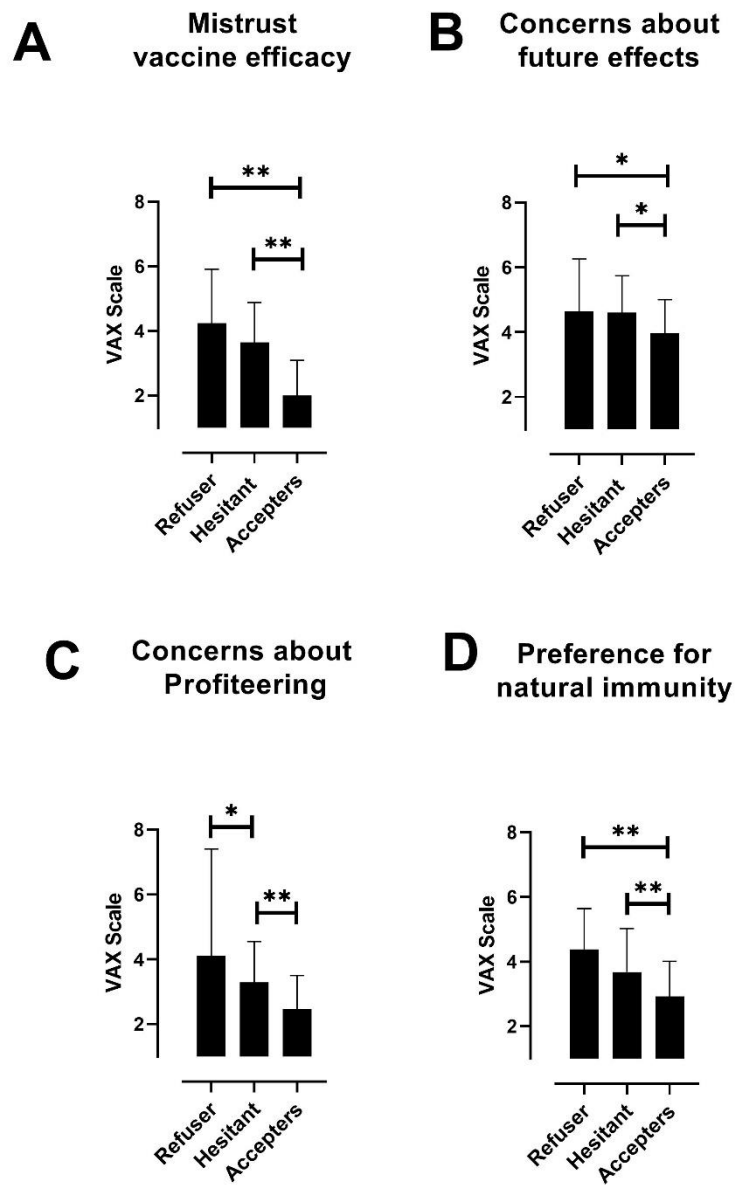 A
Mistrust
vaccine efficacy
**
**
8
6
4
2
VAX Scale
Refuser
Hesitant
Accepters
B
Concerns about
future effects
*
*
8
6
4
2
VAX Scale
Refuser
Hesitant
Accepters
C
Concerns about
Profiteering
*
**
8
6
4
2
VAX Scale
Refuser
Hesitant
Accepters
D
Preference for
natural immunity
**
**
8
6
4
2
VAX Scale
Refuser
Hesitant
Accepters